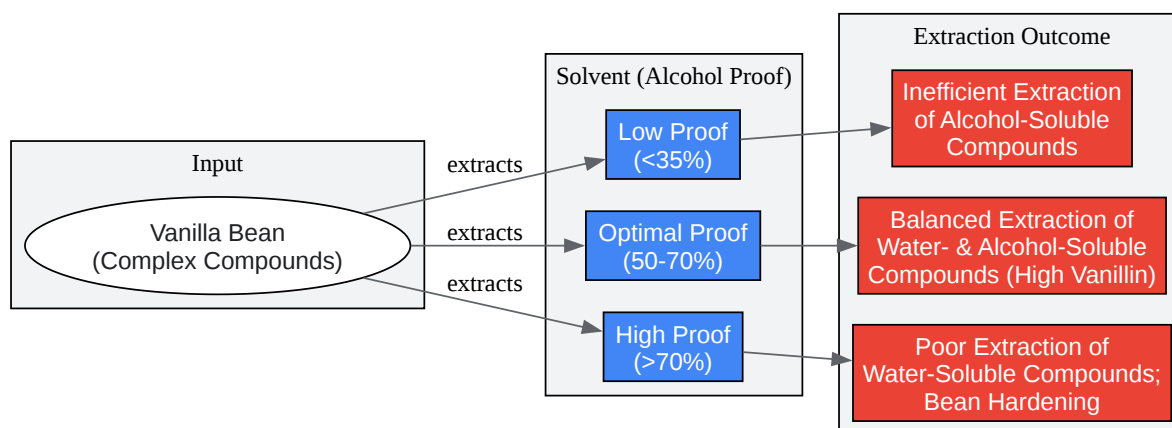 Input
Vanilla Bean
(Complex Compounds)
extracts
extracts
extracts
Solvent (Alcohol Proof)
Low Proof
(<35%)
Optimal Proof
(50-70%)
High Proof
(>70%)
Extraction Outcome
Inefficient Extraction
of Alcohol-Soluble
Compounds
Balanced Extraction of
Water- & Alcohol-Soluble
Compounds (High Vanillin)
Poor Extraction of
Water-Soluble Compounds;
Bean Hardening